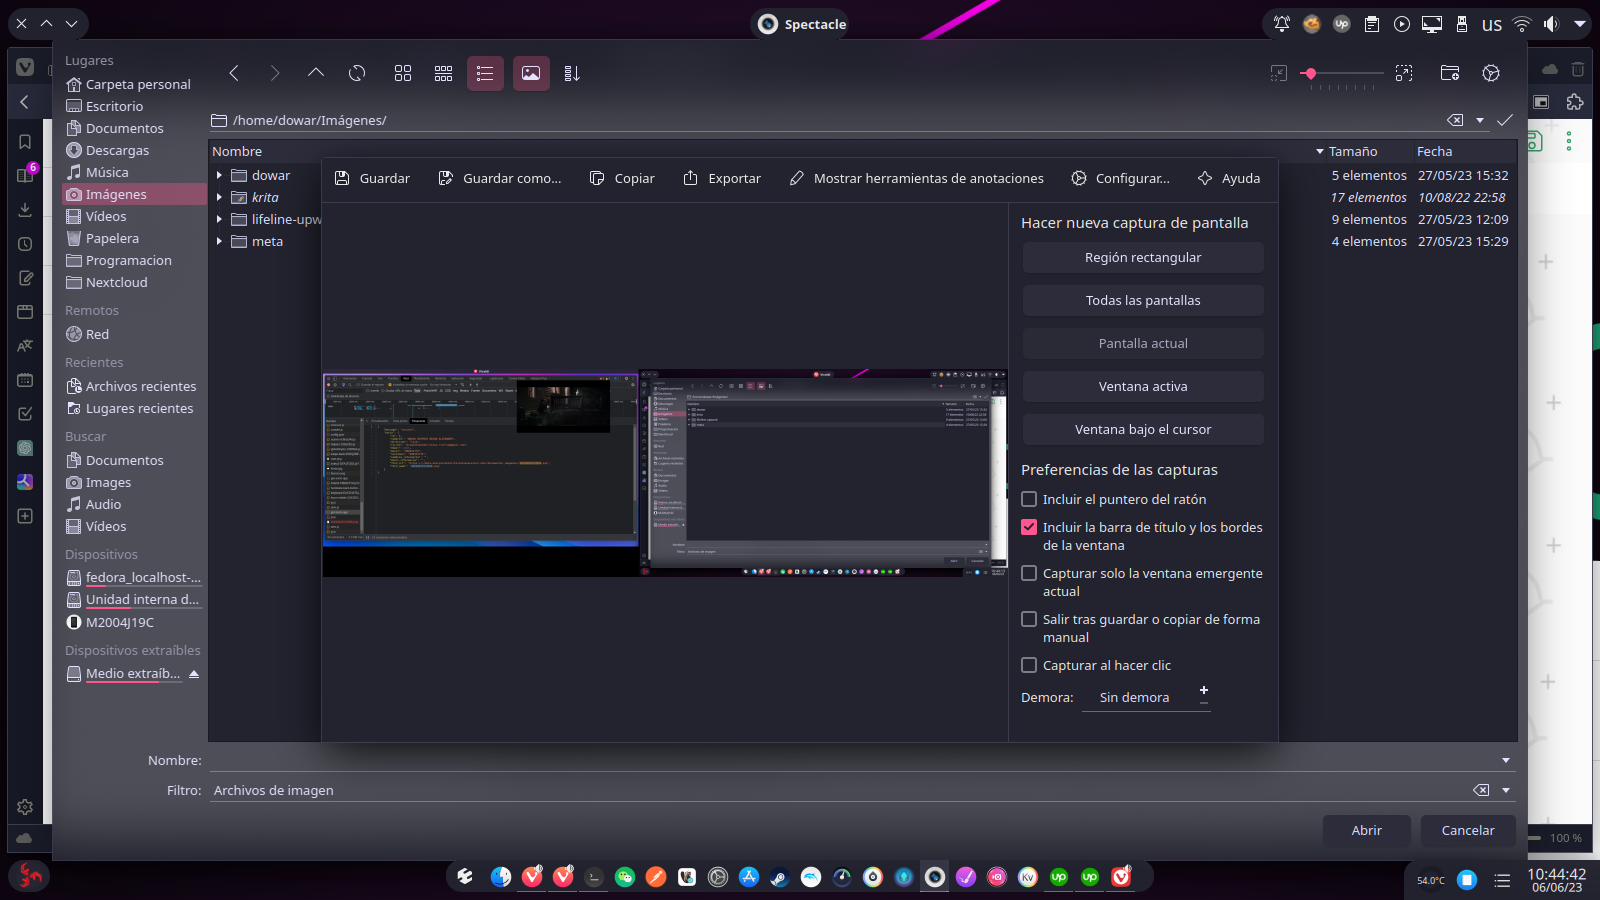 Spectacle
us
Lugares
Carpeta personal
Escritorio
Documentos
Descargas
Música
Imágenes
Vídeos
Papelera
Programacion
Nextcloud
Remotos
Red
Recientes
Archivos recientes
Lugares recientes
Buscar
Documentos
Images
Audio
Vídeos
Dispositivos
fedora_localhost-...
Unidad interna d...
M2004J19C
Dispositivos extraíbles
Medio extraíb...
6
/home/dowar/Imágenes/
Nombre
Tamaño
Fecha
dowar
5 elementos
27/05/23 15:32
krita
17 elementos
10/08/22 22:58
lifeline-upw
9 elementos
27/05/23 12:09
meta
4 elementos
27/05/23 15:29
Guardar
Guardar como...
Copiar
Exportar
Mostrar herramientas de anotaciones
Configurar...
Ayuda
Hacer nueva captura de pantalla
Región rectangular
Todas las pantallas
Pantalla actual
Ventana activa
Ventana bajo el cursor
Preferencias de las capturas
Incluir el puntero del ratón
Incluir la barra de título y los bordes
de la ventana
Capturar solo la ventana emergente
actual
Salir tras guardar o copiar de forma
manual
Capturar al hacer clic
Demora:
Sin demora
Nombre:
Filtro:
Archivos de imagen
Abrir
Cancelar
100 %
Kv
up
up
54.0°C
10:44:42
06/06/23